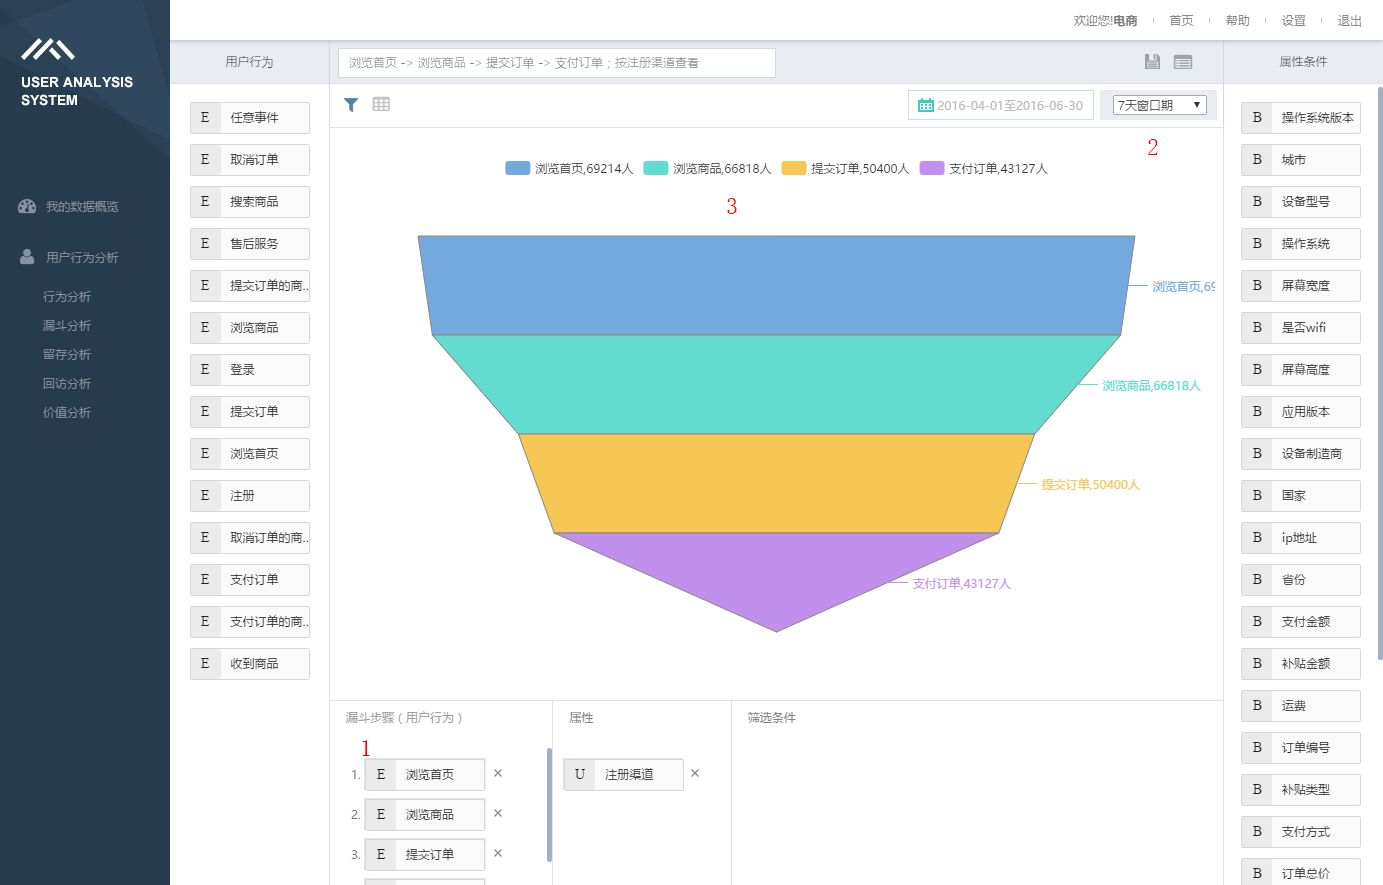 欢迎您!电商
首页
帮助
设置
退出
USER ANALYSIS
SYSTEM
我的数据概览
用户行为分析
行为分析
漏斗分析
留存分析
回访分析
价值分析
用户行为
E 任意事件
E 取消订单
E 搜索商品
E 售后服务
E 提交订单的商..
E 浏览商品
E 登录
E 提交订单
E 浏览首页
E 注册
E 取消订单的商..
E 支付订单
E 支付订单的商..
E 收到商品
浏览首页 -> 浏览商品 -> 提交订单 -> 支付订单；按注册渠道查看
2016-04-01至2016-06-30
7天窗口期
2
浏览首页,69214人
浏览商品,66818人
提交订单,50400人
支付订单,43127人
3
浏览首页,69
浏览商品,66818人
提交订单,50400人
支付订单,43127人
漏斗步骤（用户行为）
1
1. E 浏览首页 ×
2. E 浏览商品 ×
3. E 提交订单 ×
属性
U 注册渠道 ×
筛选条件
属性条件
B 操作系统版本
B 城市
B 设备型号
B 操作系统
B 屏幕宽度
B 是否wifi
B 屏幕高度
B 应用版本
B 设备制造商
B 国家
B ip地址
B 省份
B 支付金额
B 补贴金额
B 运费
B 订单编号
B 补贴类型
B 支付方式
B 订单总价